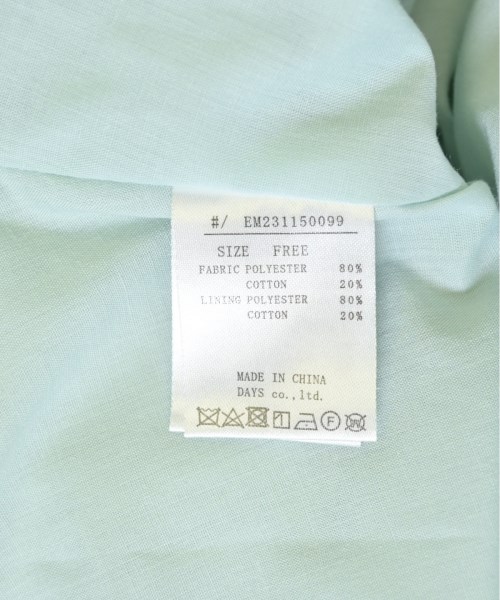 #/ EM231150099
SIZE FREE
FABRIC POLYESTER 80%
COTTON 20%
LINING POLYESTER 80%
COTTON 20%
MADE IN CHINA
DAYS co.,ltd.
F W